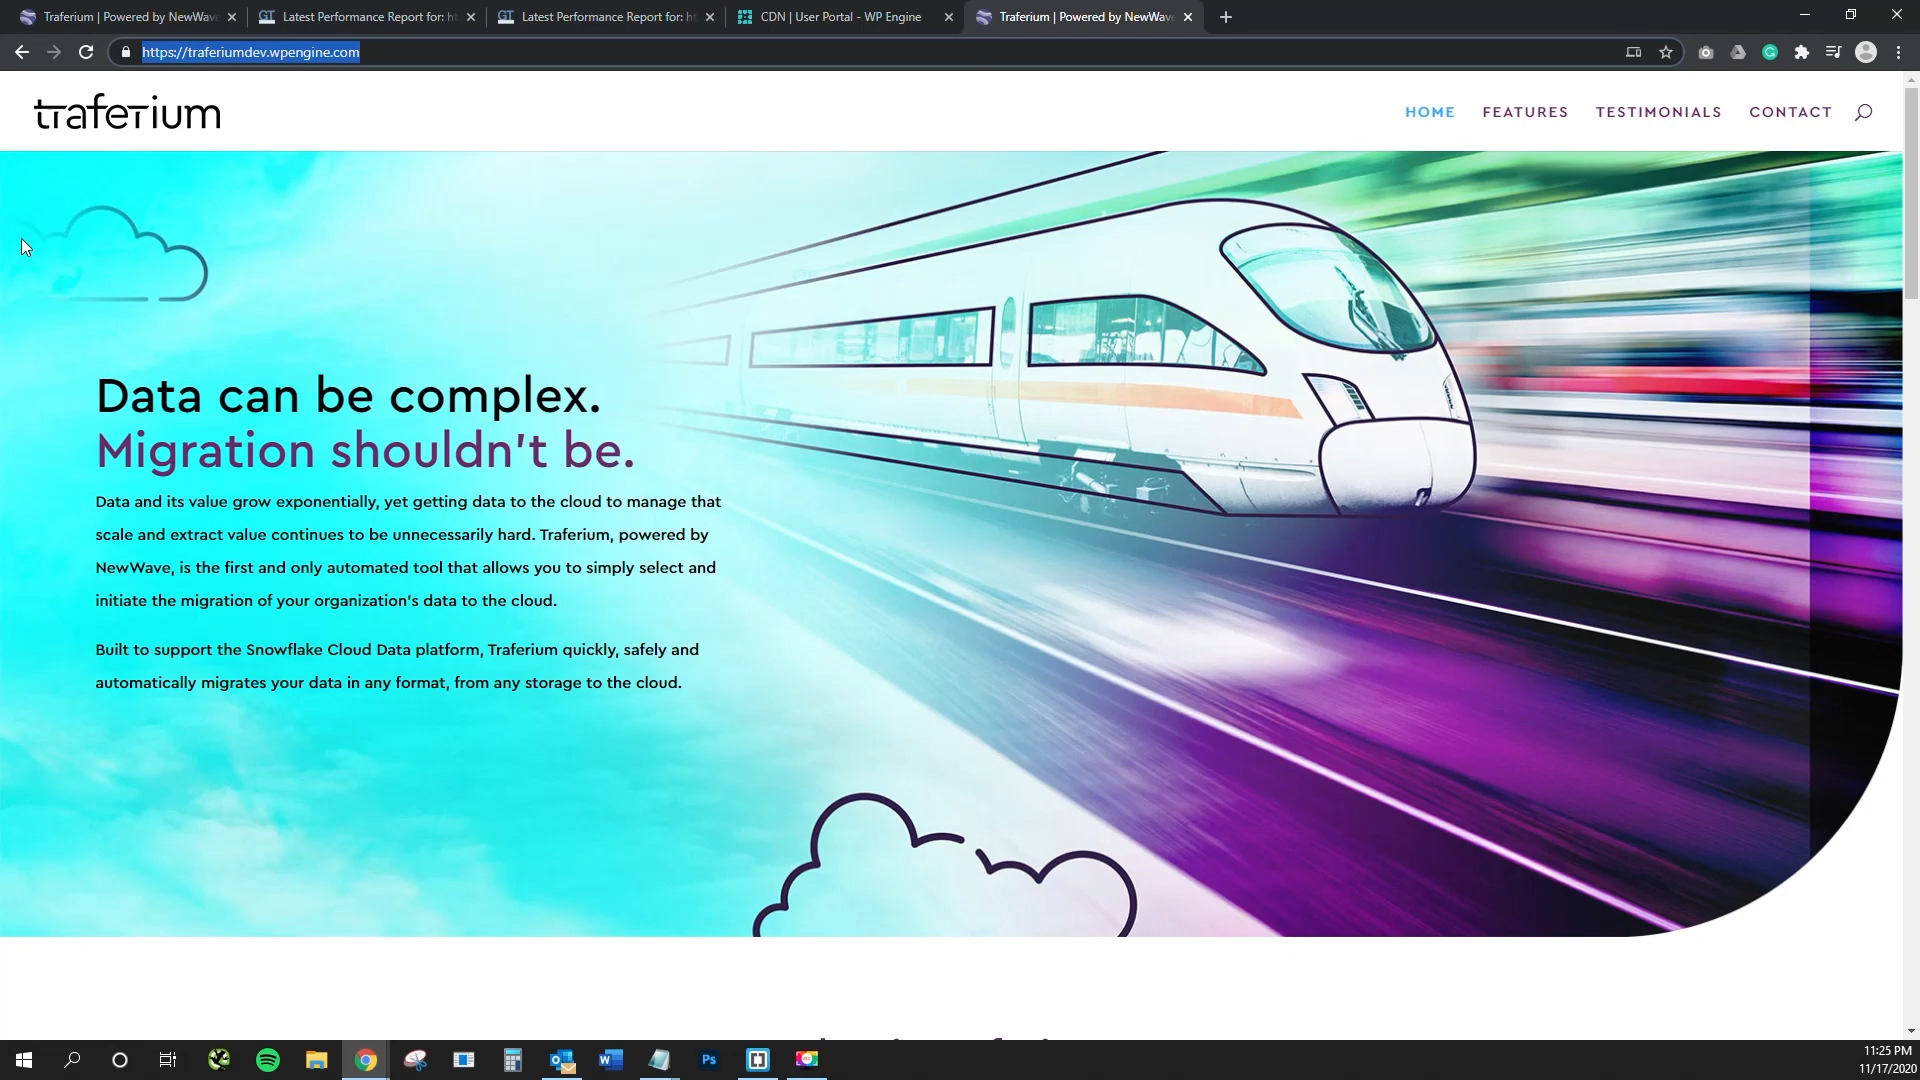 Traferium | Powered by NewWav
Latest Performance Report for: ht
Latest Performance Report for: ht
CDN | User Portal - WP Engine
Traferium | Powered by NewWav
https://traferiumdev.wpengine.com
traferium
HOME
FEATURES
TESTIMONIALS
CONTACT
Data can be complex.
Migration shouldn't be.
Data and its value grow exponentially, yet getting data to the cloud to manage that
scale and extract value continues to be unnecessarily hard. Traferium, powered by
NewWave, is the first and only automated tool that allows you to simply select and
initiate the migration of your organization's data to the cloud.
Built to support the Snowflake Cloud Data platform, Traferium quickly, safely and
automatically migrates your data in any format, from any storage to the cloud.
11:25 PM
11/17/2020